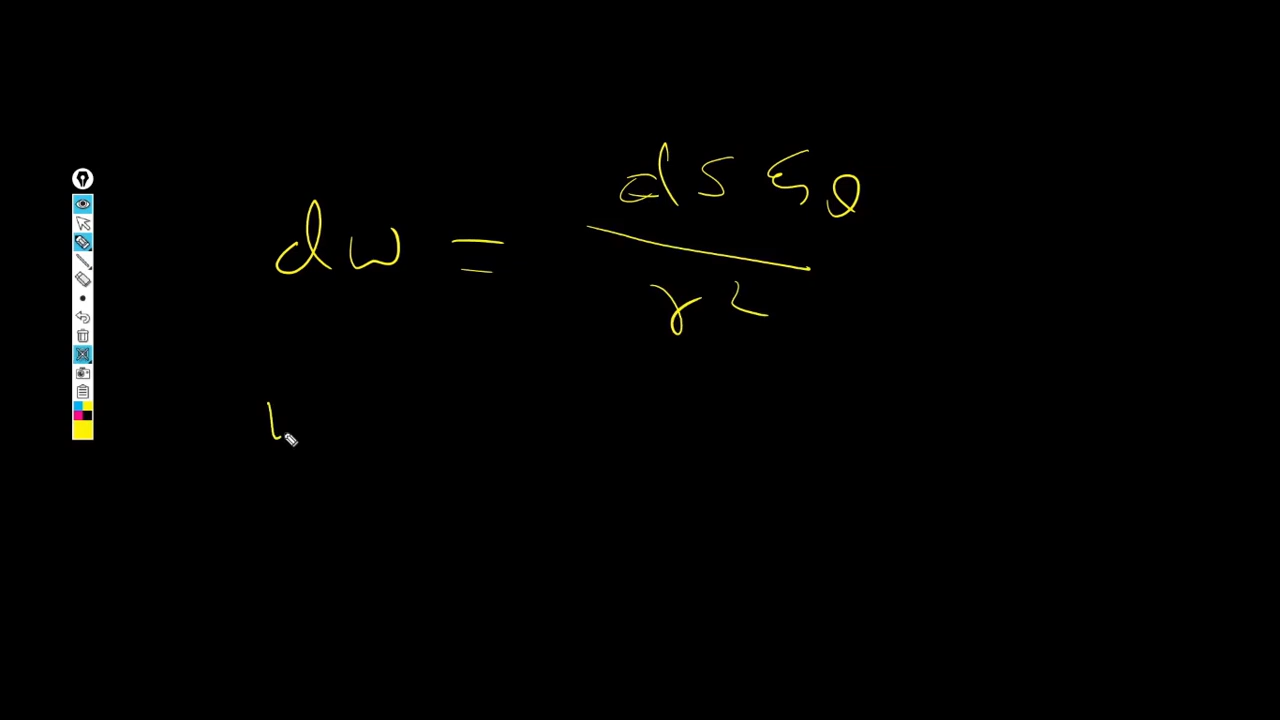 dω = ds cosθ / r²